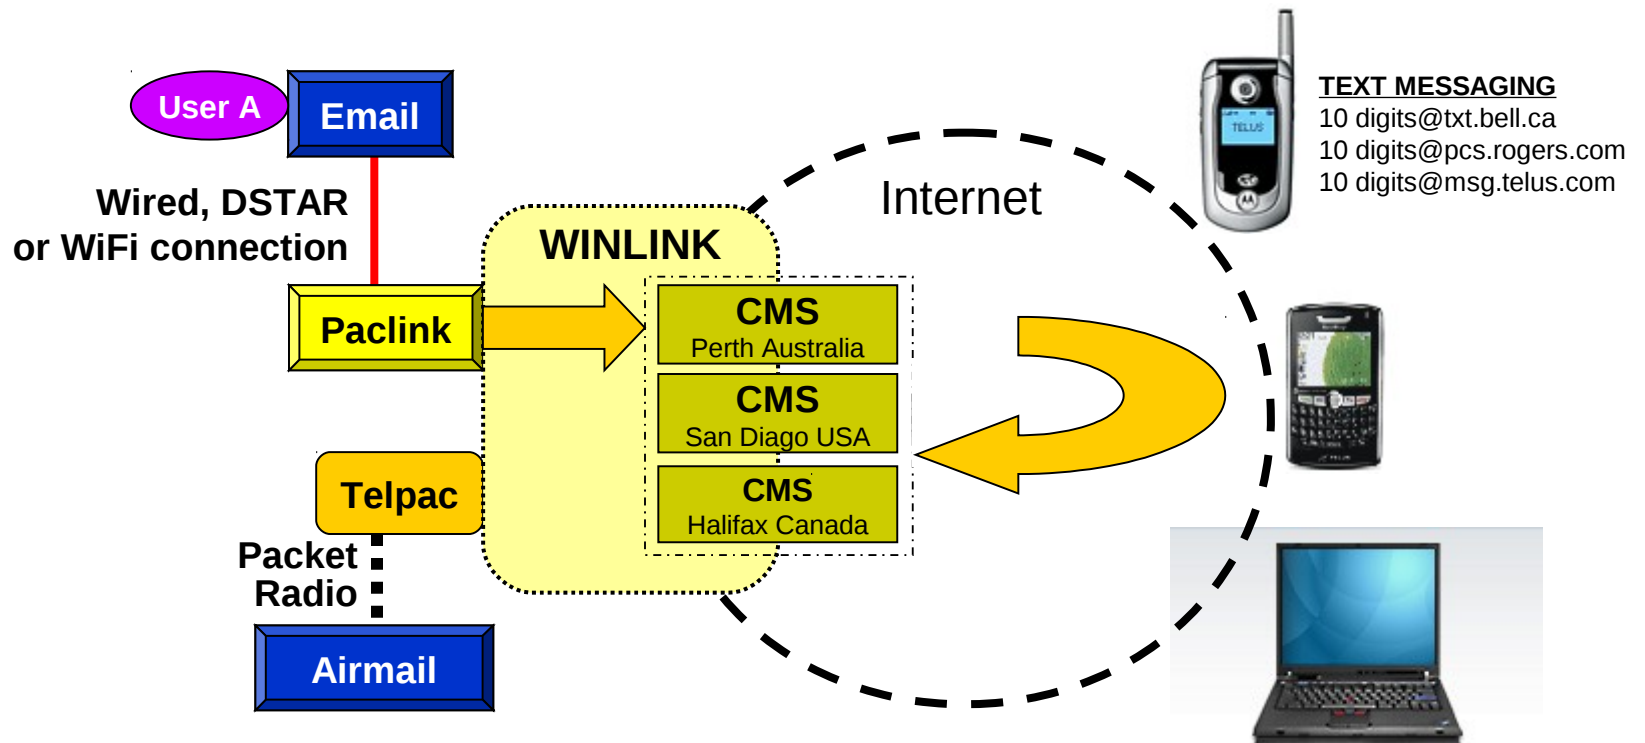 User A
Email
Wired, DSTAR
or WiFi connection
Paclink
WINLINK
CMS
Perth Australia
CMS
San Diago USA
CMS
Halifax Canada
Telpac
Packet
Radio
Airmail
Internet
TEXT MESSAGING
10 digits@txt.bell.ca
10 digits@pcs.rogers.com
10 digits@msg.telus.com
TELUS
TELUS